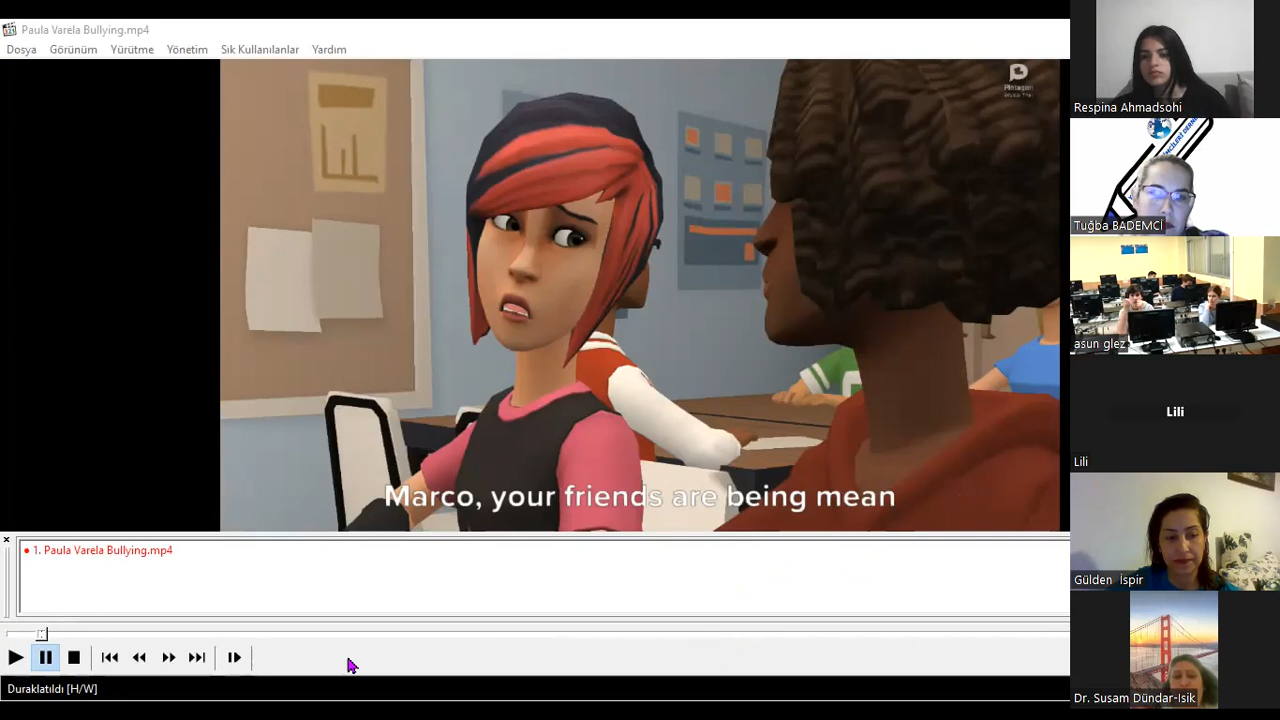 Paula Varela Bullying.mp4
Dosya Görünüm Yürütme Yönetim Sık Kullanılanlar Yardım
Plotagon
Marco, your friends are being mean
1. Paula Varela Bullying.mp4
Duraklatıldı [H/W]
Respina Ahmadsohi
Tuğba BADEMCİ
asun glez
Lili
Lili
Gülden İspir
Dr. Susam Dündar-Isik